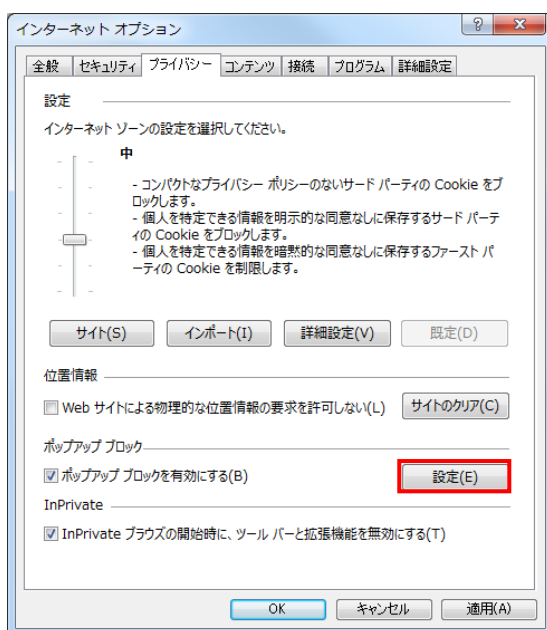 インターネット オプション
全般 セキュリティ プライバシー コンテンツ 接続 プログラム 詳細設定
設定
インターネット ゾーンの設定を選択してください。
中
- コンパクトなプライバシー ポリシーのないサード パーティの Cookie をブ
ロックします。
- 個人を特定できる情報を明示的な同意なしに保存するサード パーテ
ィの Cookie をブロックします。
- 個人を特定できる情報を暗黙的な同意なしに保存するファースト パ
ーティの Cookie を制限します。
サイト(S) インポート(I) 詳細設定(V) 既定(D)
位置情報
Web サイトによる物理的な位置情報の要求を許可しない(L) サイトのクリア(C)
ポップアップ ブロック
ポップアップ ブロックを有効にする(B) 設定(E)
InPrivate
InPrivate ブラウズの開始時に、ツール バーと拡張機能を無効にする(T)
OK キャンセル 適用(A)